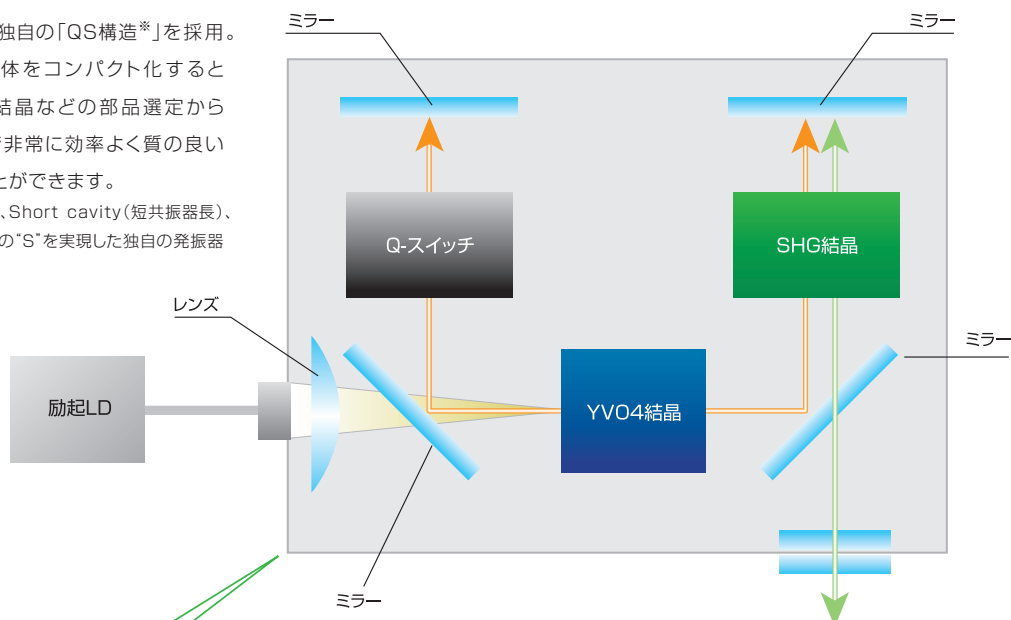 独自の「QS構造※」を採用。
体をコンパクト化すると
結晶などの部品選定から
非常に効率よく質の良い
とができます。
、Short cavity（短共振器長）、
の“S”を実現した独自の発振器
ミラー
ミラー
Q-スイッチ
SHG結晶
レンズ
ミラー
励起LD
YVO4結晶
ミラー